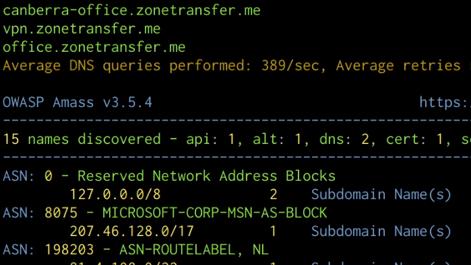 canberra-office.zonetransfer.me
vpn.zonetransfer.me
office.zonetransfer.me
Average DNS queries performed: 389/sec, Average retries
OWASP Amass v3.5.4 https:
15 names discovered - api: 1, alt: 1, dns: 2, cert: 1,
ASN: 0 - Reserved Network Address Blocks
127.0.0.0/8 2 Subdomain Name(s)
ASN: 8075 - MICROSOFT-CORP-MSN-AS-BLOCK
207.46.128.0/17 1 Subdomain Name(s)
ASN: 198203 - ASN-ROUTELABEL, NL
1 Subdomain Name(s)